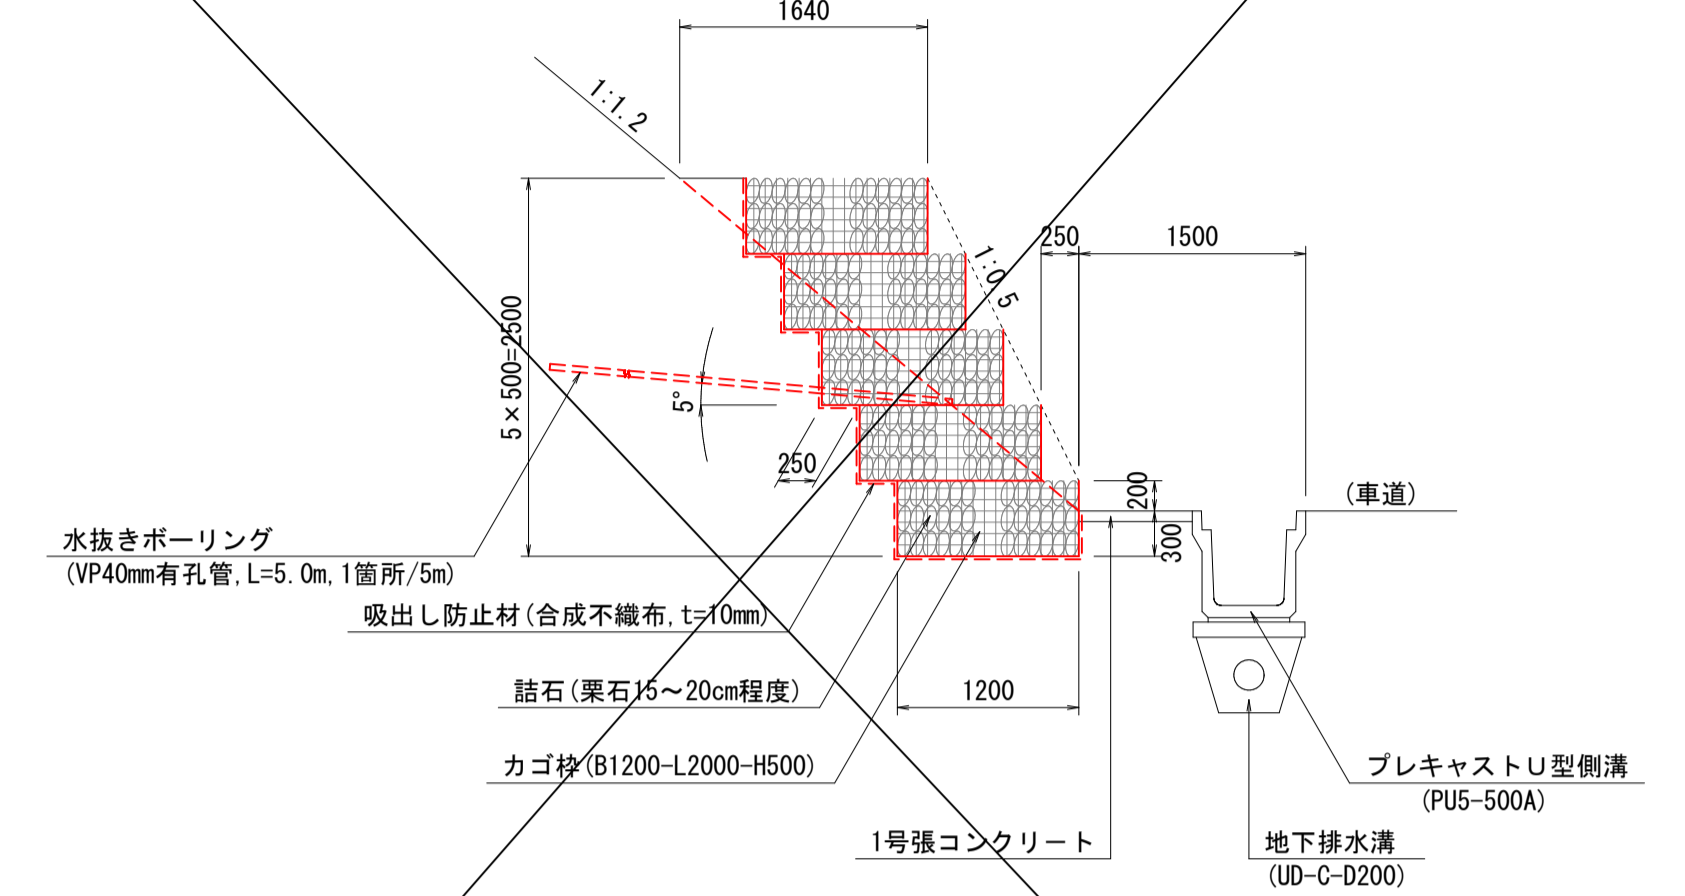 1640
1:1.2
250
1500
1:0.5
5×500=2500
5°
250
200
(車道)
300
水抜きボーリング
(VP40mm有孔管,L=5.0m,1箇所/5m)
吸出し防止材(合成不織布,t=10mm)
詰石(栗石15～20cm程度)
1200
カゴ枠(B1200-L2000-H500)
プレキャストU型側溝
(PU5-500A)
1号張コンクリート
地下排水溝
(UD-C-D200)